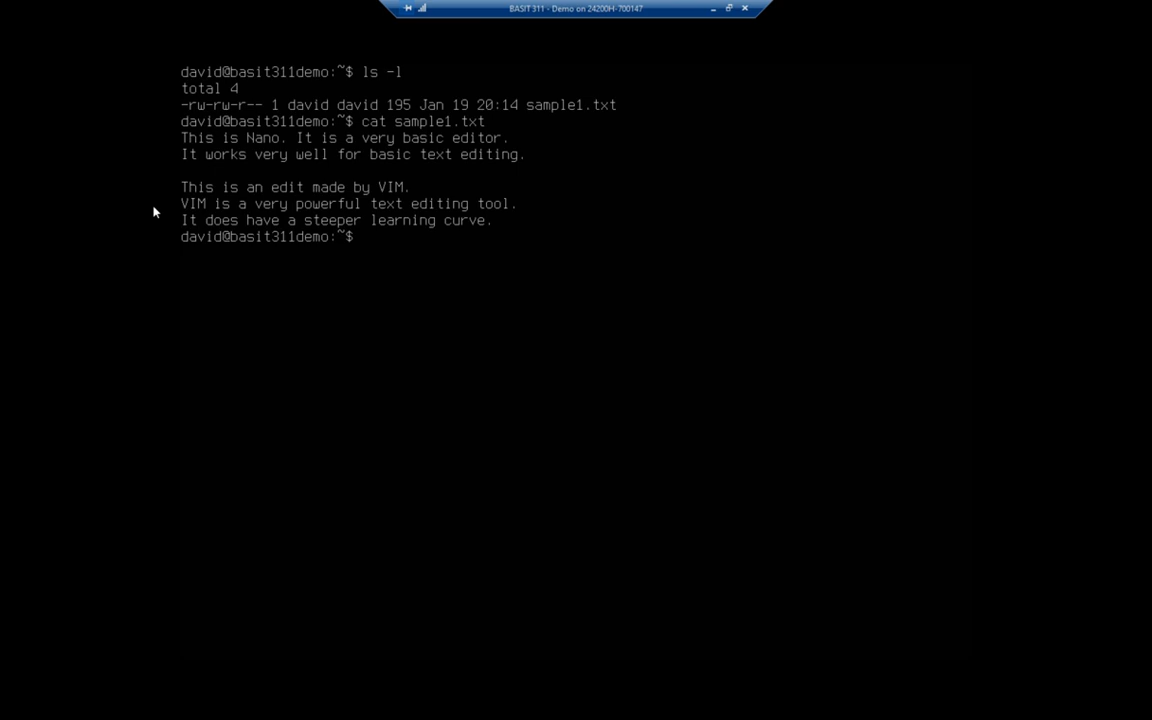 BASIT 311 - Demo on 24200H-700147
david@basit311demo:~$ ls -l
total 4
-rw-rw-r-- 1 david david 195 Jan 19 20:14 sample1.txt
david@basit311demo:~$ cat sample1.txt
This is Nano. It is a very basic editor.
It works very well for basic text editing.

This is an edit made by VIM.
VIM is a very powerful text editing tool.
It does have a steeper learning curve.
david@basit311demo:~$